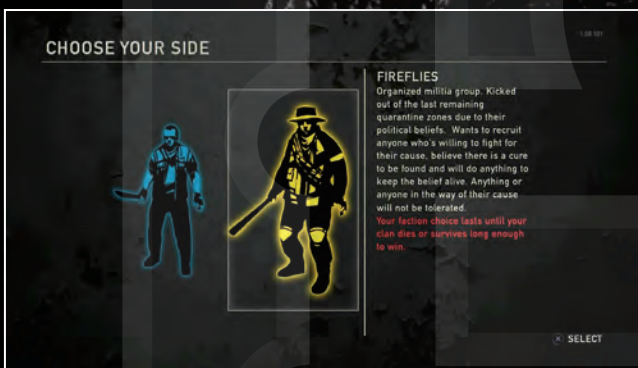 CHOOSE YOUR SIDE
1.08 101
FIREFLIES
Organized militia group. Kicked
out of the last remaining
quarantine zones due to their
political beliefs. Wants to recruit
anyone who's willing to fight for
their cause, believe there is a cure
to be found and will do anything to
keep the belief alive. Anything or
anyone in the way of their cause
will not be tolerated.
Your faction choice lasts until your
clan dies or survives long enough
to win.
SELECT